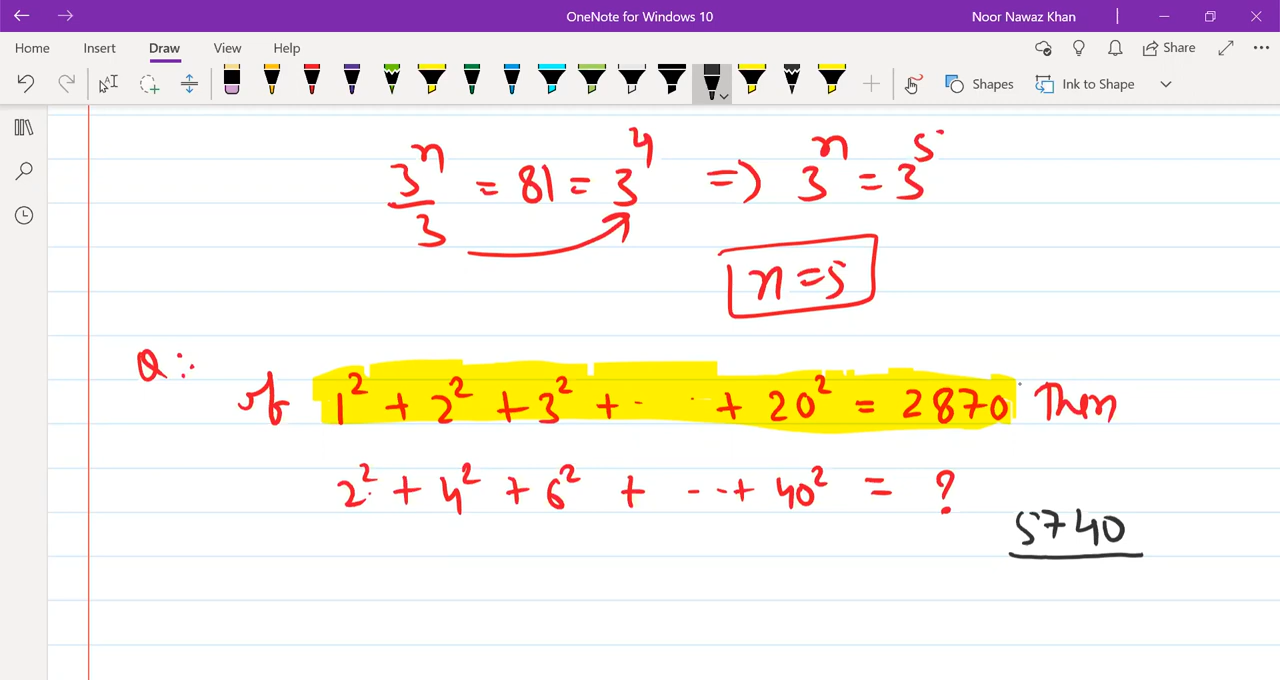 OneNote for Windows 10
Noor Nawaz Khan
Home Insert Draw View Help Share
Shapes Ink to Shape
3^n/3 = 81 = 3^4 => 3^n = 3^5
n = 5
Q:
If 1² + 2² + 3² + - - - + 20² = 2870 Then
2² + 4² + 6² + - - - + 40² = ?
5740